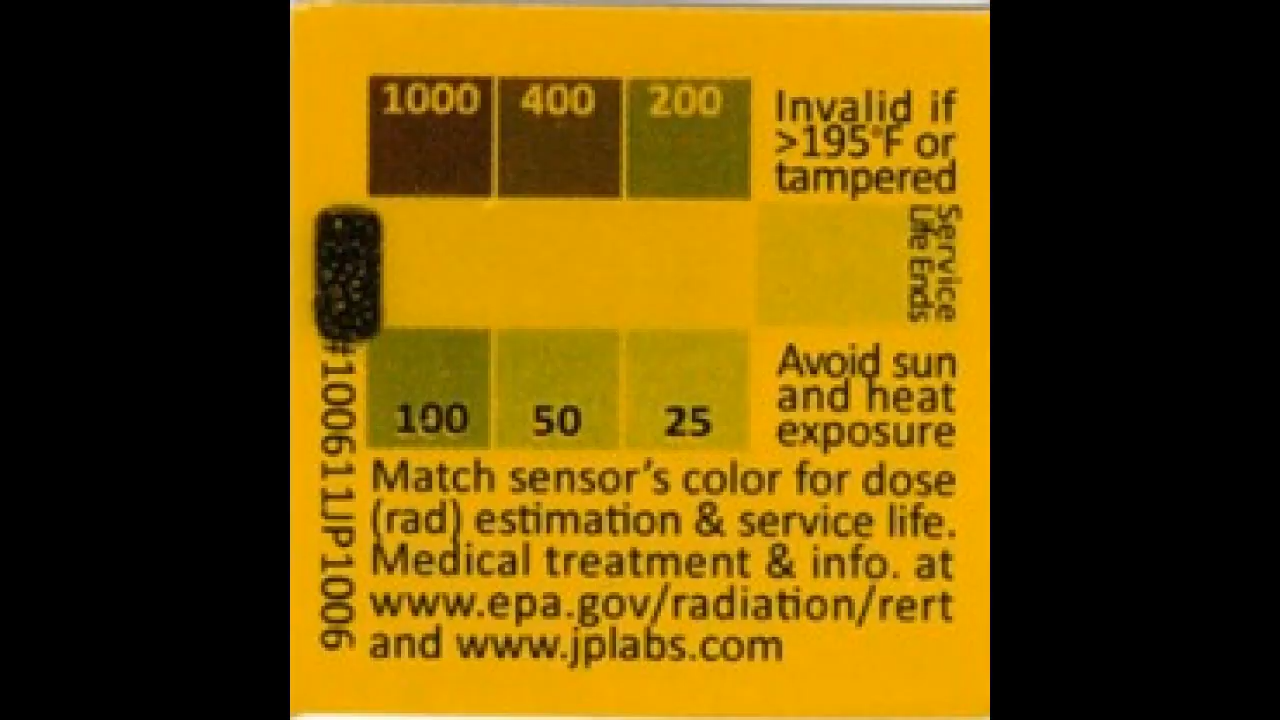 1000 400 200
Invalid if
>195°F or
tampered
Service
Life Ends
100 50 25
Avoid sun
and heat
exposure
Match sensor's color for dose
(rad) estimation & service life.
Medical treatment & info. at
www.epa.gov/radiation/rert
and www.jplabs.com
#100611JP1006